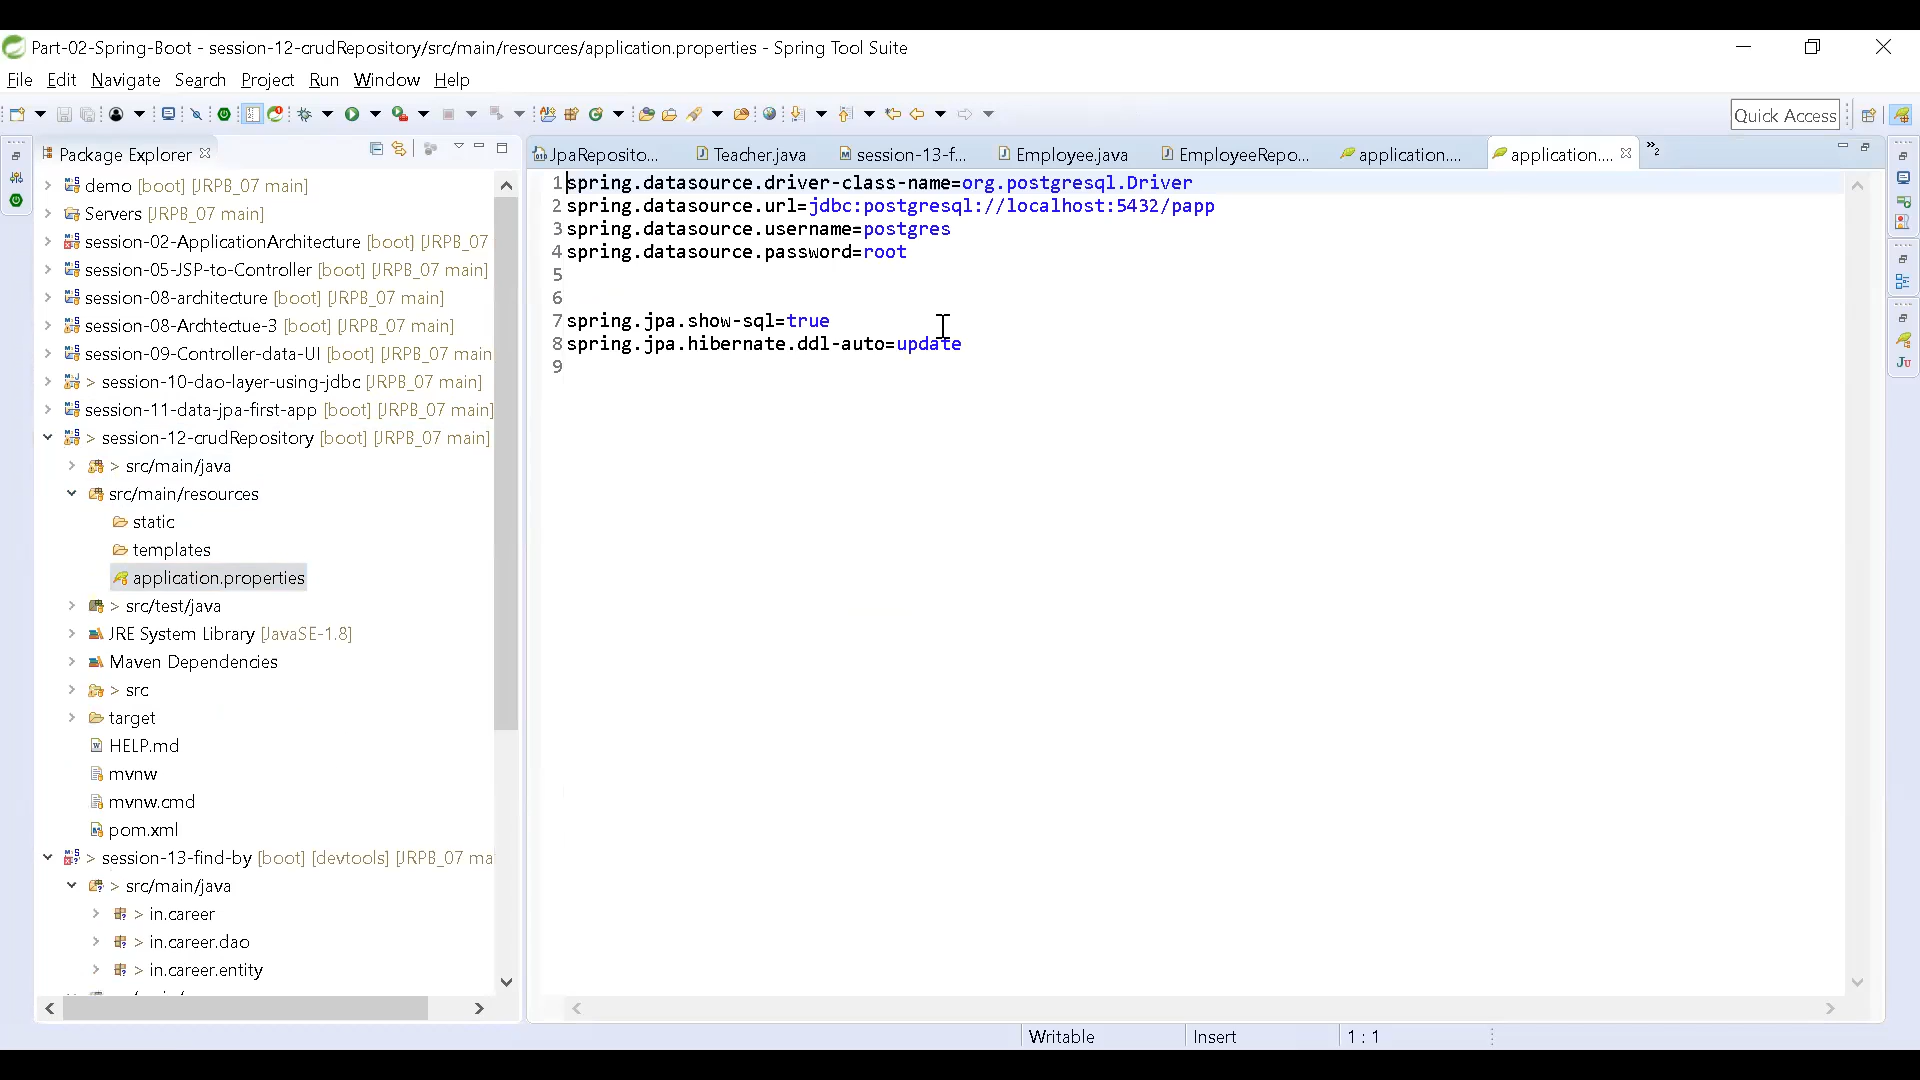 Part-02-Spring-Boot - session-12-crudRepository/src/main/resources/application.properties - Spring Tool Suite
File Edit Navigate Search Project Run Window Help
Quick Access
Package Explorer
JpaReposito...
Teacher.java
session-13-f...
Employee.java
EmployeeRepo...
application....
application....
»2
demo [boot] [JRPB_07 main]
Servers [JRPB_07 main]
session-02-ApplicationArchitecture [boot] [JRPB_07
session-05-JSP-to-Controller [boot] [JRPB_07 main]
session-08-architecture [boot] [JRPB_07 main]
session-08-Archtectue-3 [boot] [JRPB_07 main]
session-09-Controller-data-UI [boot] [JRPB_07 main
> session-10-dao-layer-using-jdbc [JRPB_07 main]
session-11-data-jpa-first-app [boot] [JRPB_07 main]
> session-12-crudRepository [boot] [JRPB_07 main]
> src/main/java
src/main/resources
static
templates
application.properties
> src/test/java
JRE System Library [JavaSE-1.8]
Maven Dependencies
> src
target
HELP.md
mvnw
mvnw.cmd
pom.xml
> session-13-find-by [boot] [devtools] [JRPB_07 ma
> src/main/java
> in.career
> in.career.dao
> in.career.entity
1 spring.datasource.driver-class-name=org.postgresql.Driver
2 spring.datasource.url=jdbc:postgresql://localhost:5432/papp
3 spring.datasource.username=postgres
4 spring.datasource.password=root
5
6
7 spring.jpa.show-sql=true
8 spring.jpa.hibernate.ddl-auto=update
9
Ju
Writable
Insert
1 : 1